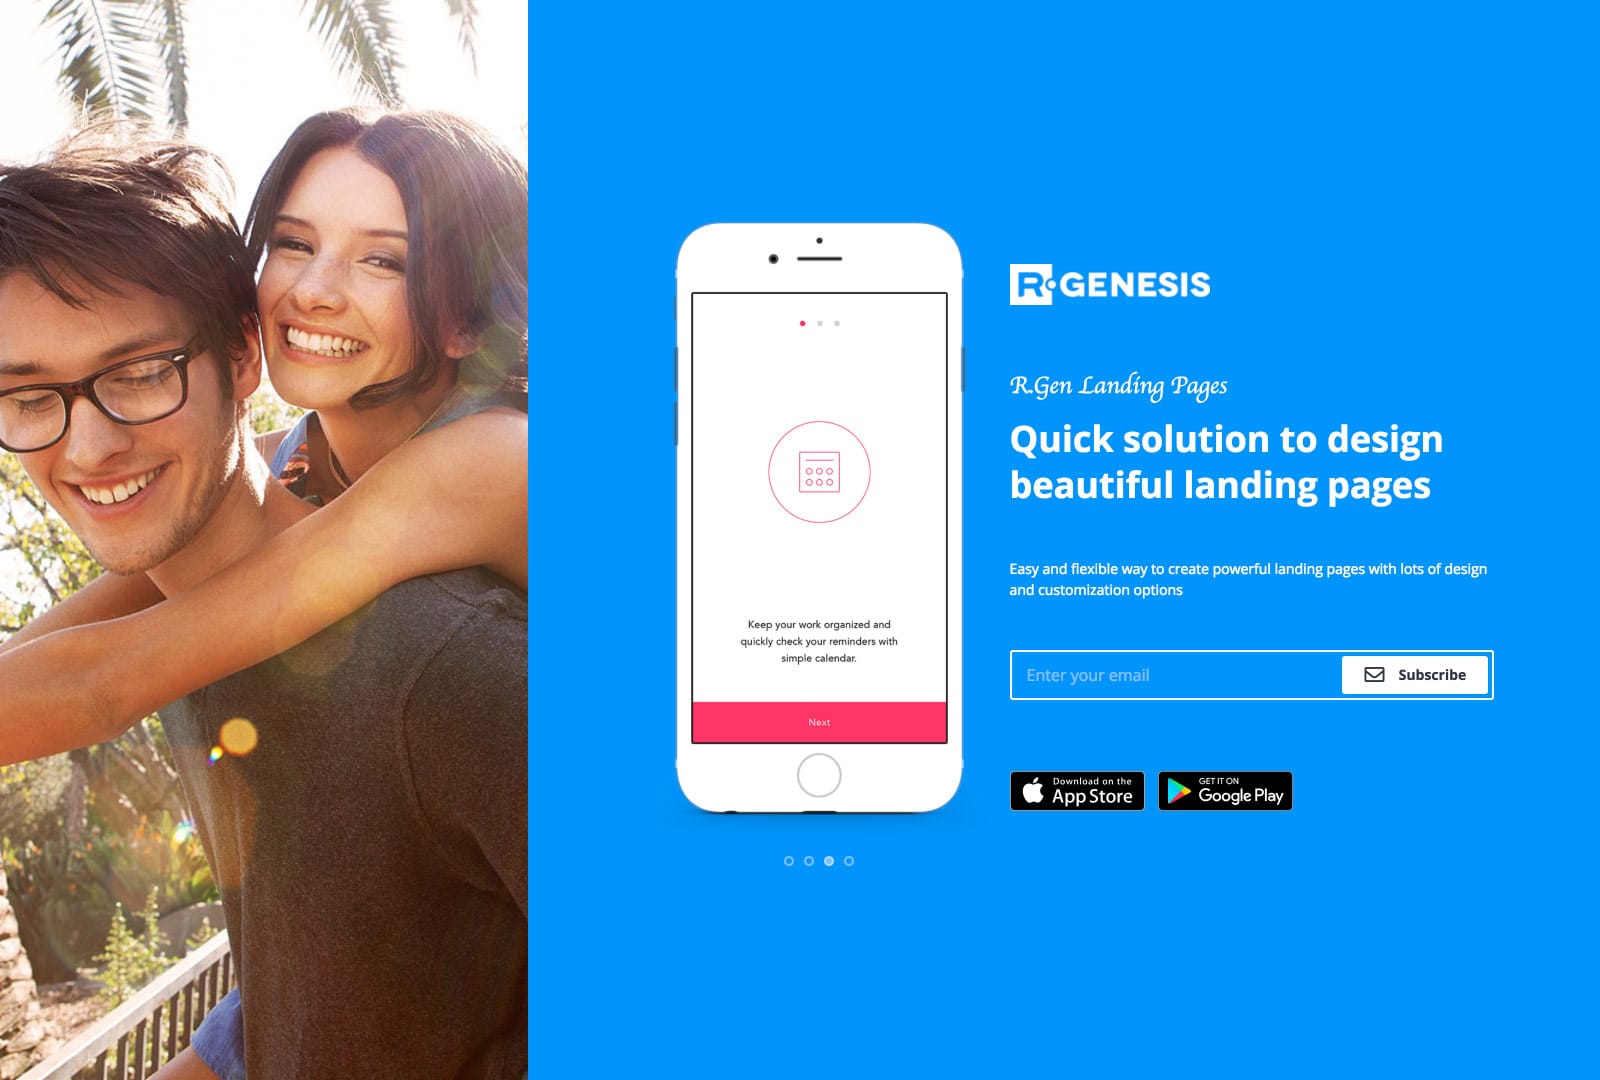 R.GENESIS
R.Gen Landing Pages
Quick solution to design
beautiful landing pages
Easy and flexible way to create powerful landing pages with lots of design
and customization options
Enter your email
Subscribe
Download on the
App Store
GET IT ON
Google Play
Keep your work organized and
quickly check your reminders with
simple calendar.
Next